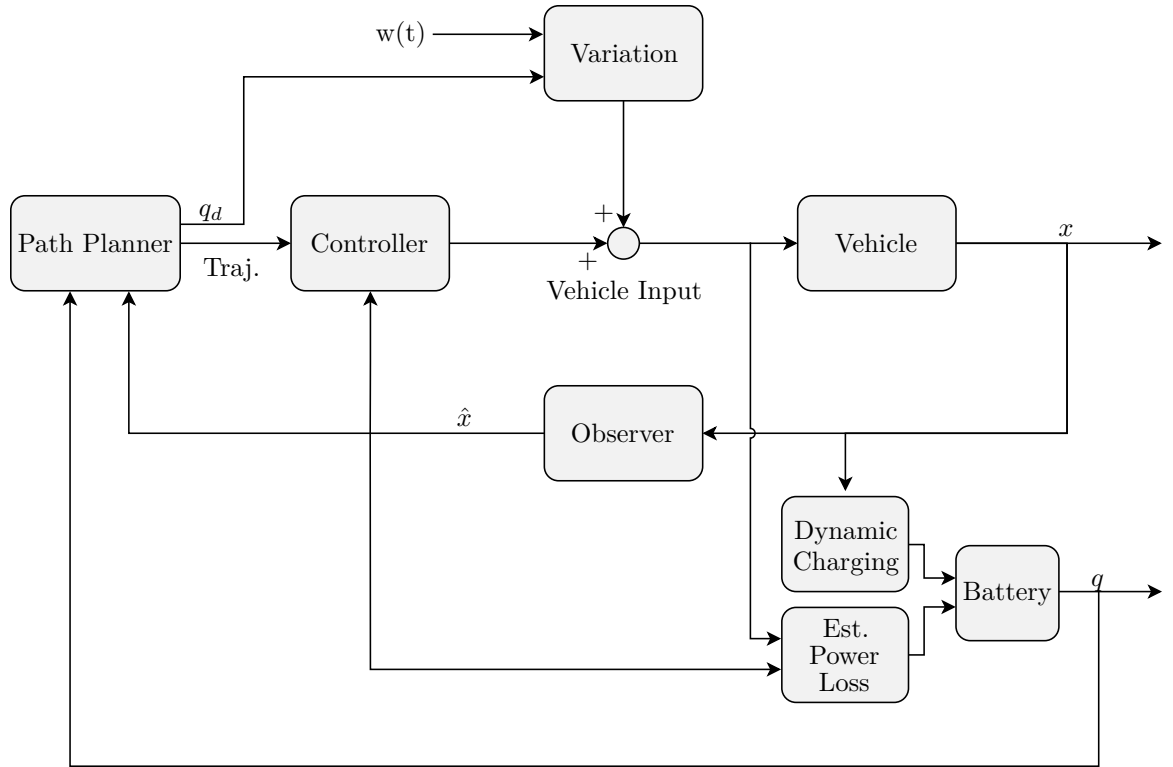 w(t)
Variation
q_d
+
Path Planner
Controller
Vehicle
x
Traj.
+
Vehicle Input
x̂
Observer
Dynamic
Charging
Battery
q
Est.
Power
Loss